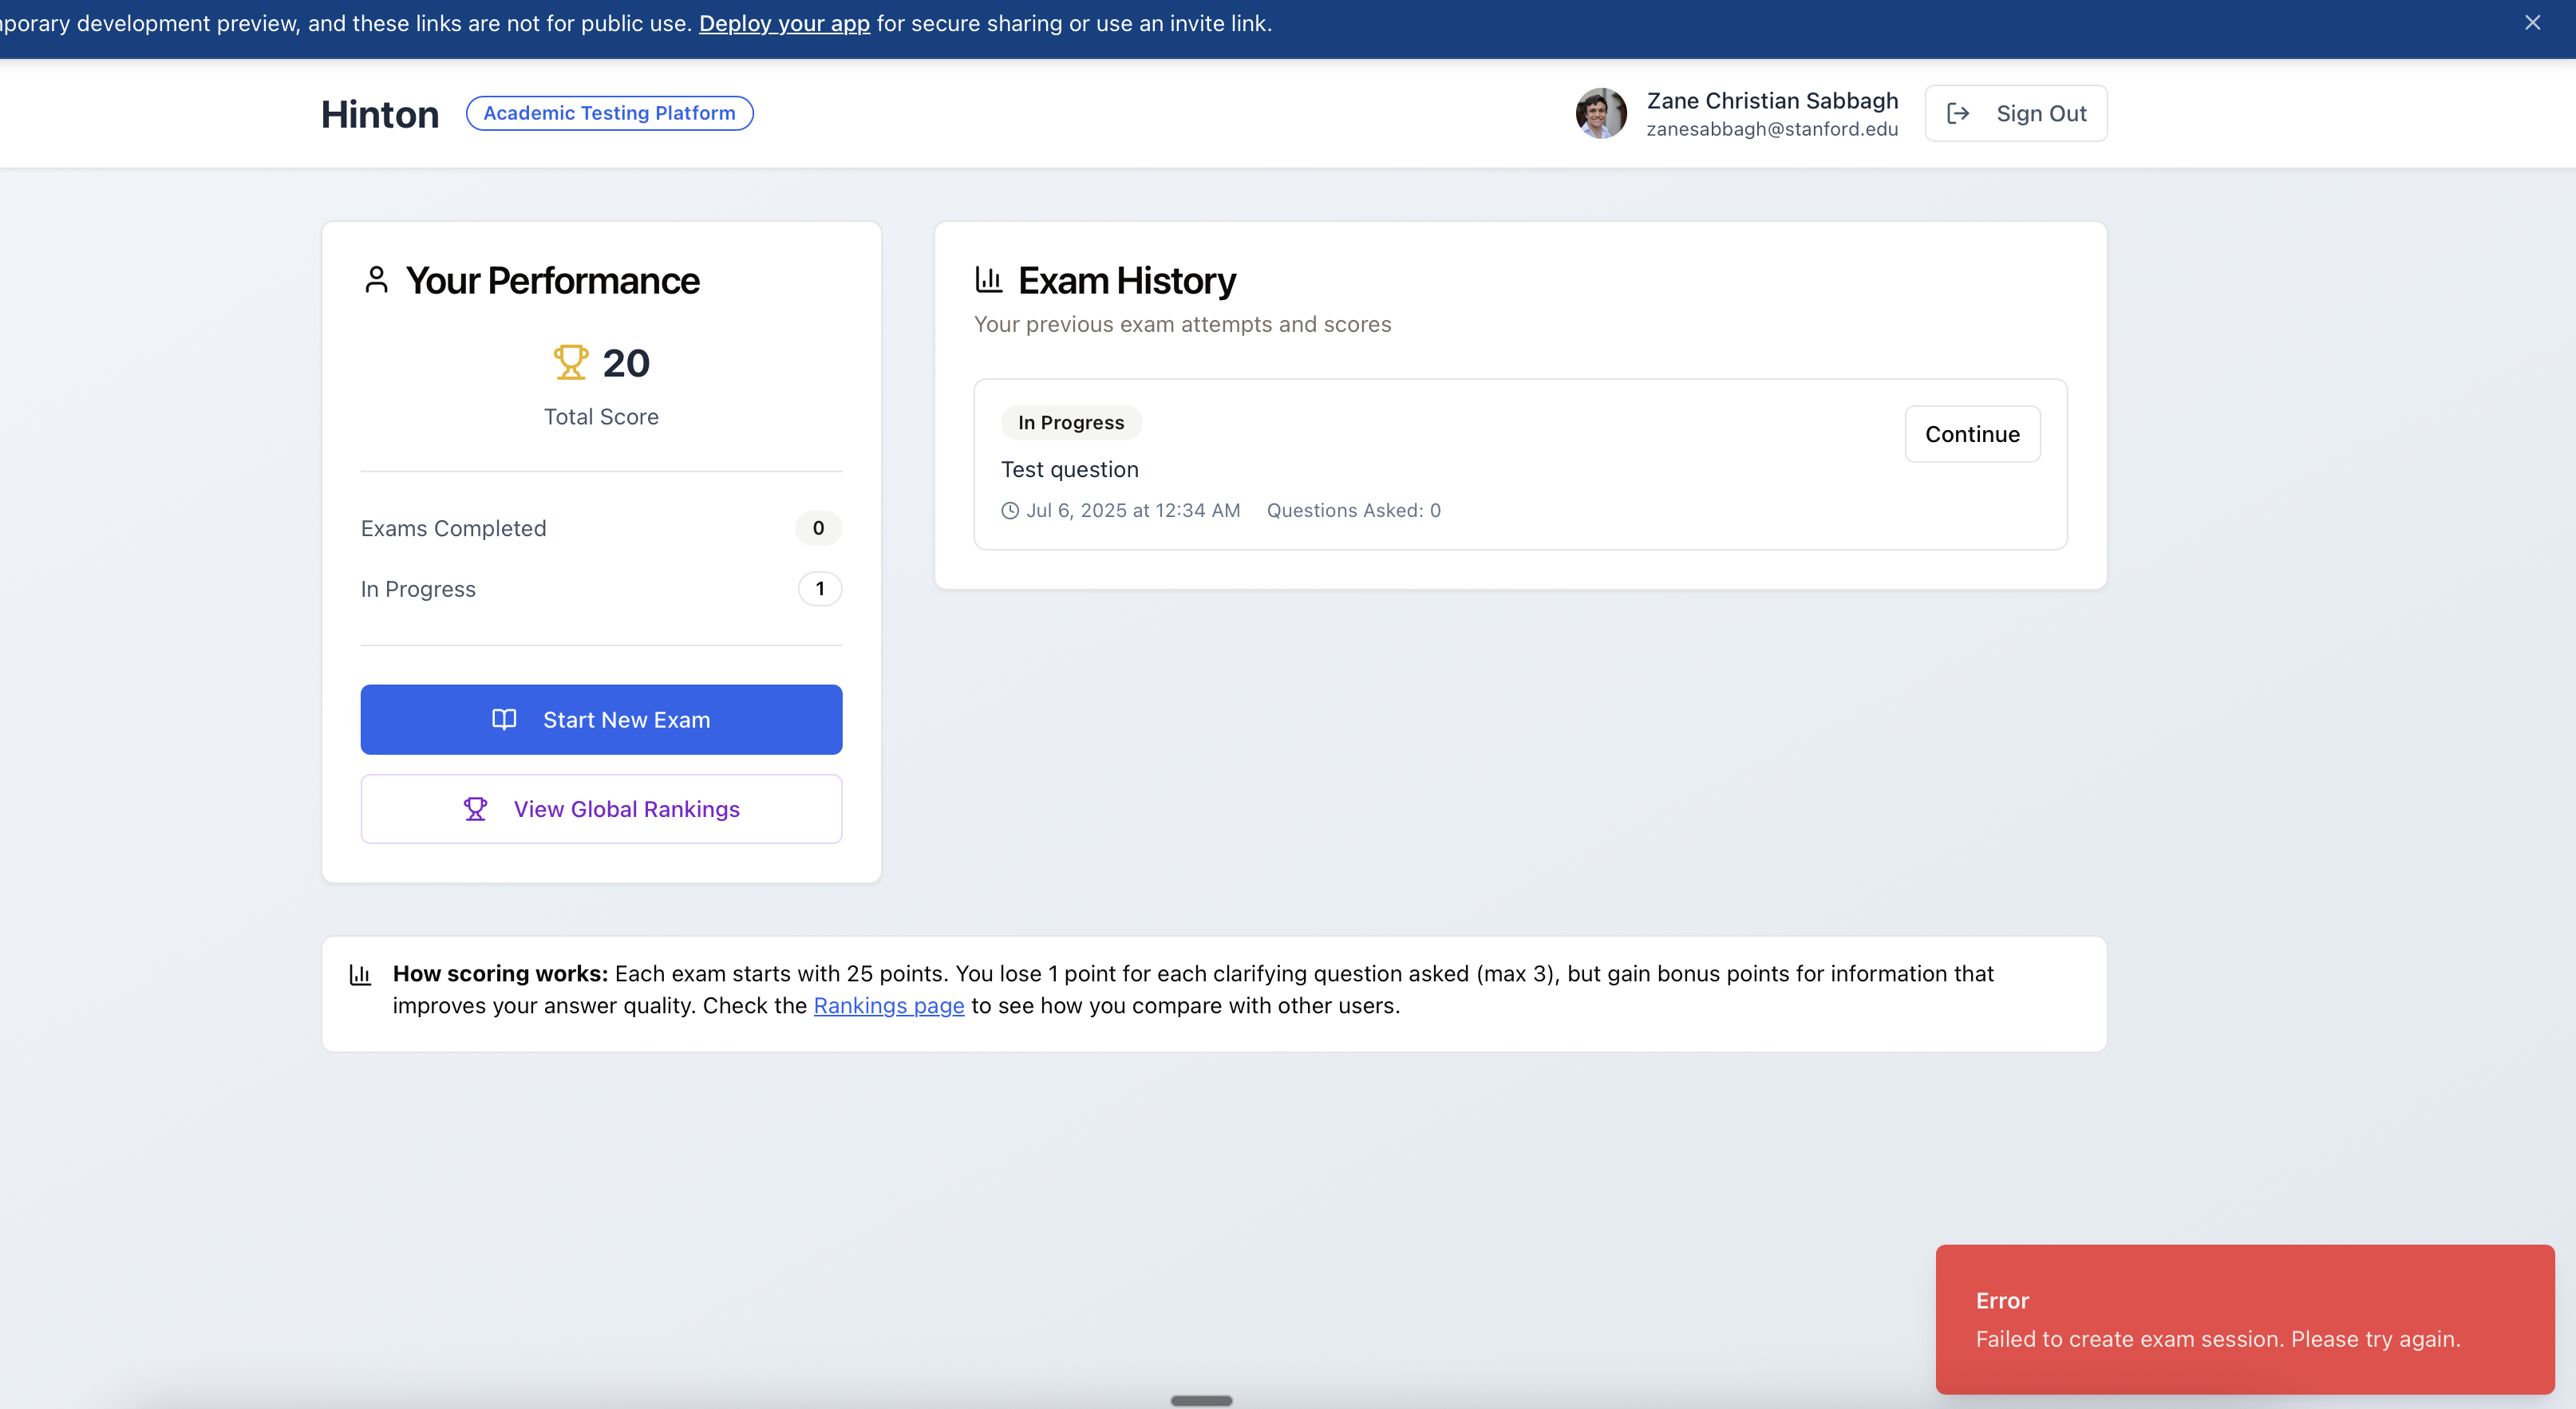 porary development preview, and these links are not for public use. Deploy your app for secure sharing or use an invite link.
Hinton
Academic Testing Platform
Zane Christian Sabbagh
zanesabbagh@stanford.edu
Sign Out
Your Performance
20
Total Score
Exams Completed
0
In Progress
1
Start New Exam
View Global Rankings
Exam History
Your previous exam attempts and scores
In Progress
Continue
Test question
Jul 6, 2025 at 12:34 AM Questions Asked: 0
How scoring works: Each exam starts with 25 points. You lose 1 point for each clarifying question asked (max 3), but gain bonus points for information that
improves your answer quality. Check the Rankings page to see how you compare with other users.
Error
Failed to create exam session. Please try again.